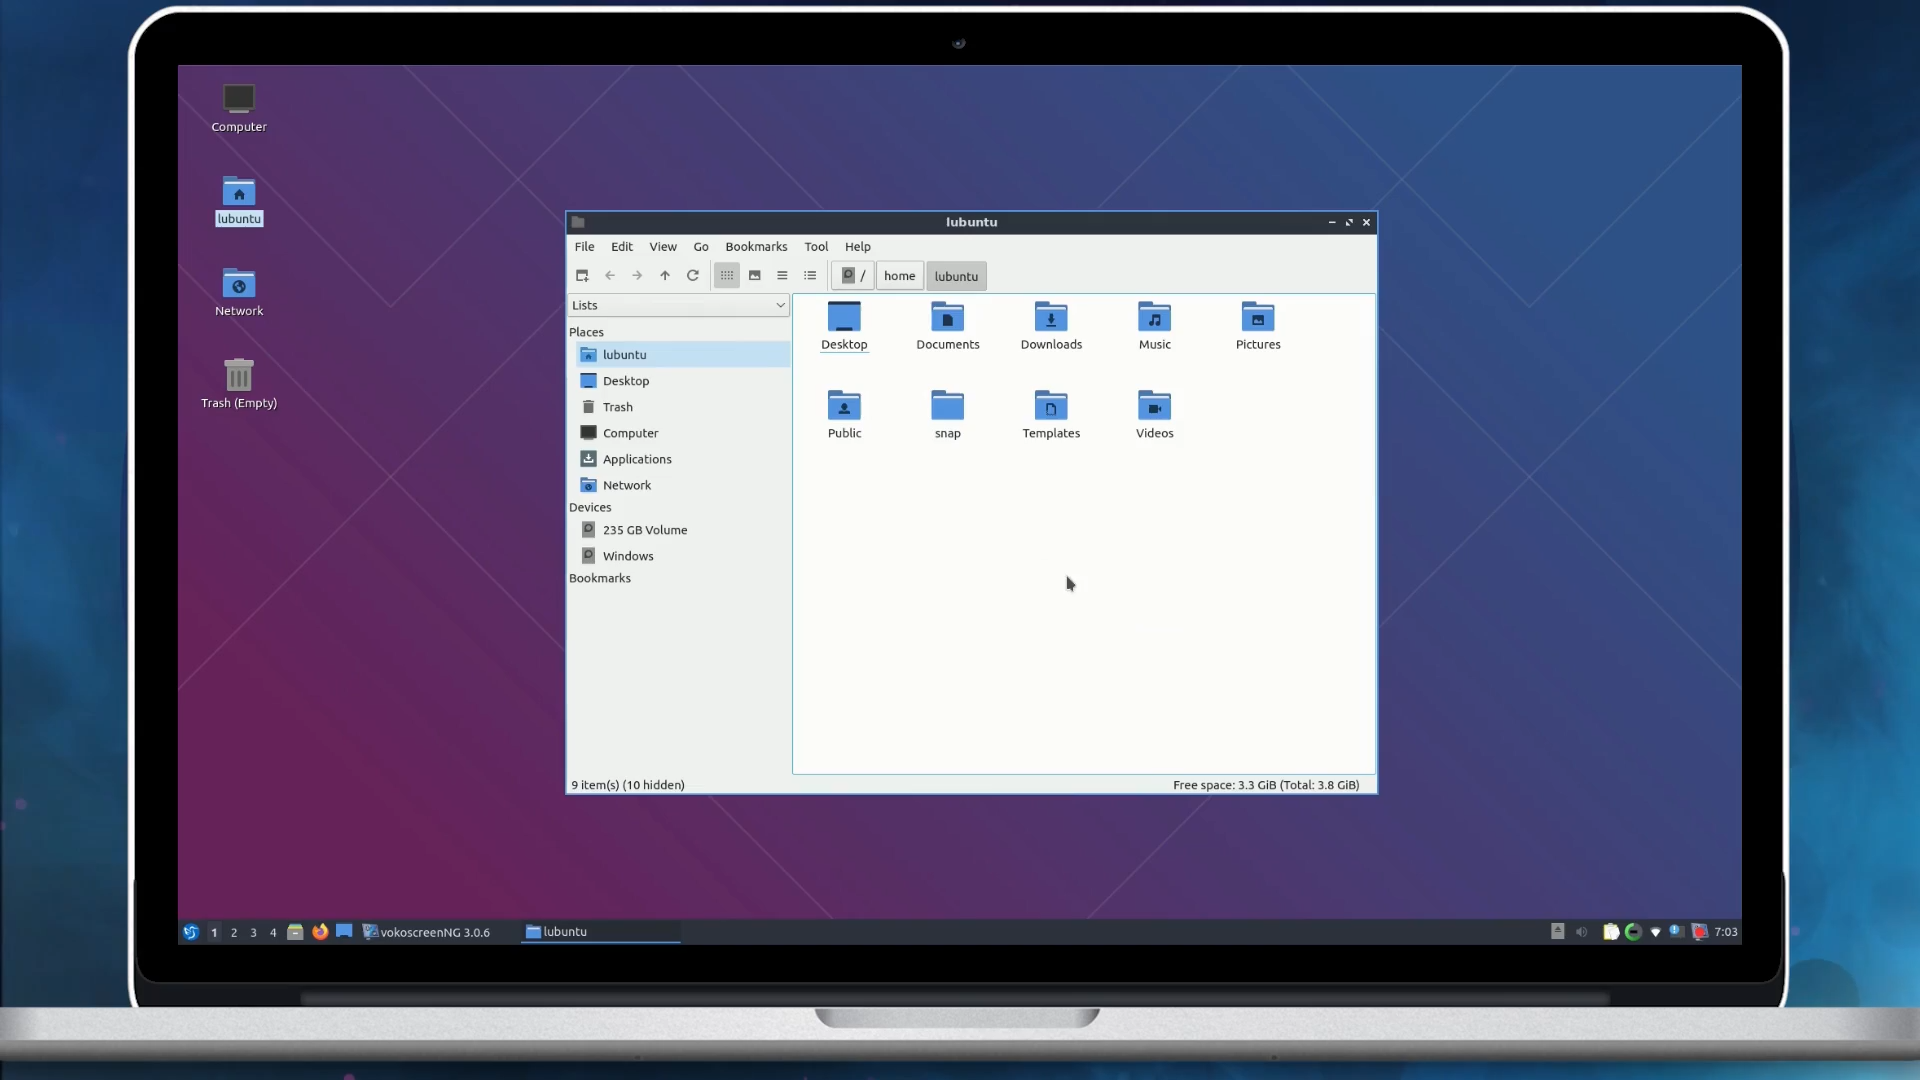 Computer
lubuntu
Network
Trash (Empty)
lubuntu
File Edit View Go Bookmarks Tool Help
/ home lubuntu
Lists
Places
lubuntu
Desktop
Trash
Computer
Applications
Network
Devices
235 GB Volume
Windows
Bookmarks
Desktop Documents Downloads Music Pictures
Public snap Templates Videos
9 item(s) (10 hidden) Free space: 3.3 GiB (Total: 3.8 GiB)
1 2 3 4 vokoscreenNG 3.0.6 lubuntu 7:03